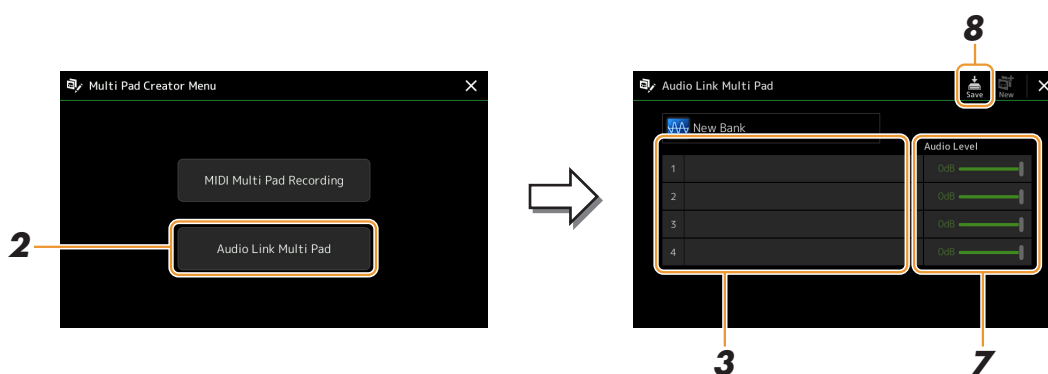 8
Multi Pad Creator Menu
MIDI Multi Pad Recording
Audio Link Multi Pad
2
Audio Link Multi Pad
Save
New
New Bank
Audio Level
1 0dB
2 0dB
3 0dB
4 0dB
3
7